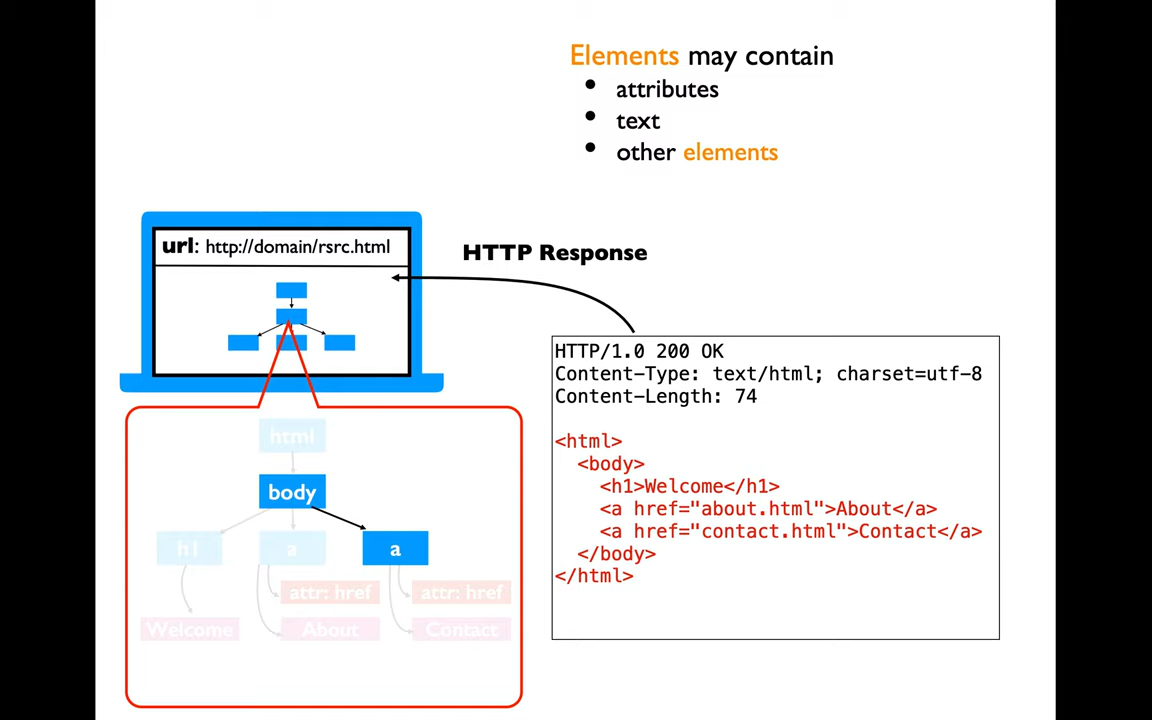 Elements may contain
• attributes
• text
• other elements
url: http://domain/rsrc.html
HTTP Response
HTTP/1.0 200 OK
Content-Type: text/html; charset=utf-8
Content-Length: 74
<html>
<body>
<h1>Welcome</h1>
<a href="about.html">About</a>
<a href="contact.html">Contact</a>
</body>
</html>
html
body
h1 a a
attr: href attr: href
Welcome About Contact